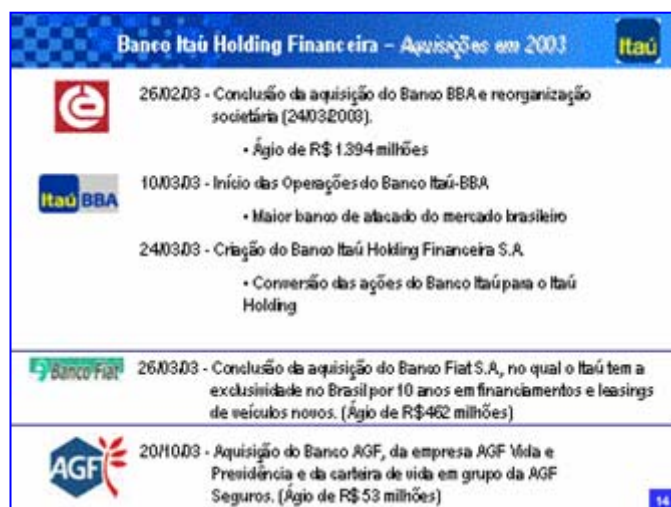 Banco Itaú Holding Financeira – Aquisições em 2003
Itaú
26/02/03 - Conclusão da aquisição do Banco BBA e reorganização
societária (24/03/2003).
• Ágio de R$ 1.394 milhões
Itaú BBA
10/03/03 - Início das Operações do Banco Itaú-BBA
• Maior banco de atacado do mercado brasileiro
24/03/03 - Criação do Banco Itaú Holding Financeira S.A.
• Conversão das ações do Banco Itaú para o Itaú
Holding
Banco Fiat
26/03/03 - Conclusão da aquisição do Banco Fiat S.A, no qual o Itaú tem a
exclusividade no Brasil por 10 anos em financiamentos e leasings
de veículos novos. (Ágio de R$462 milhões)
AGF
20/10/03 - Aquisição do Banco AGF, da empresa AGF Vida e
Previdência e da carteira de vida em grupo da AGF
Seguros. (Ágio de R$ 53 milhões)
14